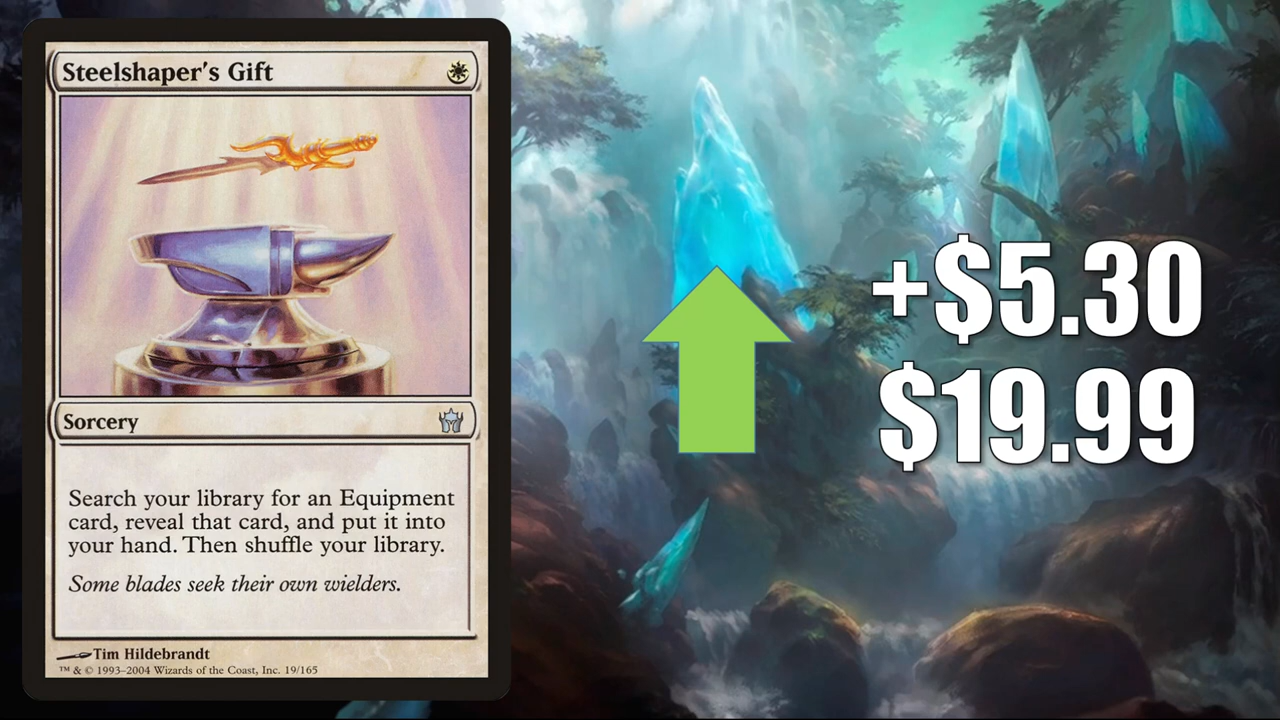 Steelshaper's Gift
Sorcery
Search your library for an Equipment
card, reveal that card, and put it into
your hand. Then shuffle your library.
Some blades seek their own wielders.
Tim Hildebrandt
™ & © 1993–2004 Wizards of the Coast, Inc. 19/165
+$5.30
$19.99